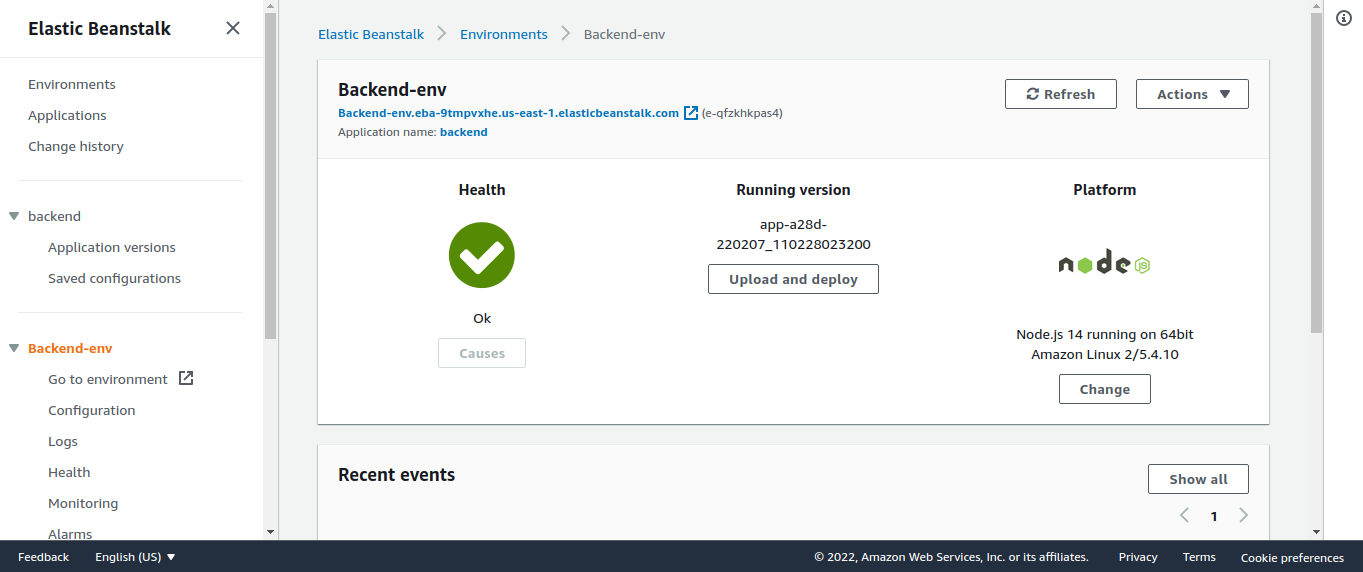 Elastic Beanstalk
Environments
Applications
Change history
backend
Application versions
Saved configurations
Backend-env
Go to environment
Configuration
Logs
Health
Monitoring
Alarms
Elastic Beanstalk
Environments
Backend-env
Backend-env
Backend-env.eba-9tmpvxhe.us-east-1.elasticbeanstalk.com (e-qfzkhkpas4)
Application name: backend
Refresh
Actions
Health
Ok
Causes
Running version
app-a28d-
220207_110228023200
Upload and deploy
Platform
node JS
Node.js 14 running on 64bit
Amazon Linux 2/5.4.10
Change
Recent events
Show all
1
Feedback
English (US)
© 2022, Amazon Web Services, Inc. or its affiliates.
Privacy
Terms
Cookie preferences